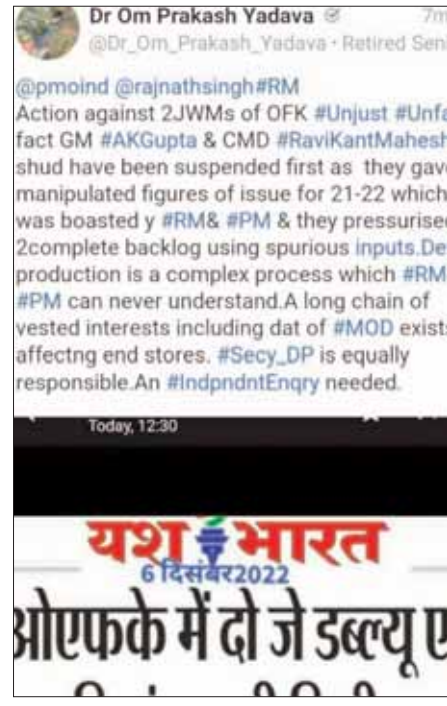 Dr Om Prakash Yadava 7m
@Dr_Om_Prakash_Yadava • Retired Seni
@pmoind @rajnathsingh#RM
Action against 2JWMs of OFK #Unjust #Unfa
fact GM #AKGupta & CMD #RaviKantMahesh
shud have been suspended first as they gave
manipulated figures of issue for 21-22 which
was boasted y #RM& #PM & they pressurised
2complete backlog using spurious inputs.De
production is a complex process which #RM
#PM can never understand.A long chain of
vested interests including dat of #MOD exists
affectng end stores. #Secy_DP is equally
responsible.An #IndpndntEnqry needed.
Today, 12:30
यश भारत
6 दिसंबर2022
ओएफके में दो जे डब्ल्यू ए